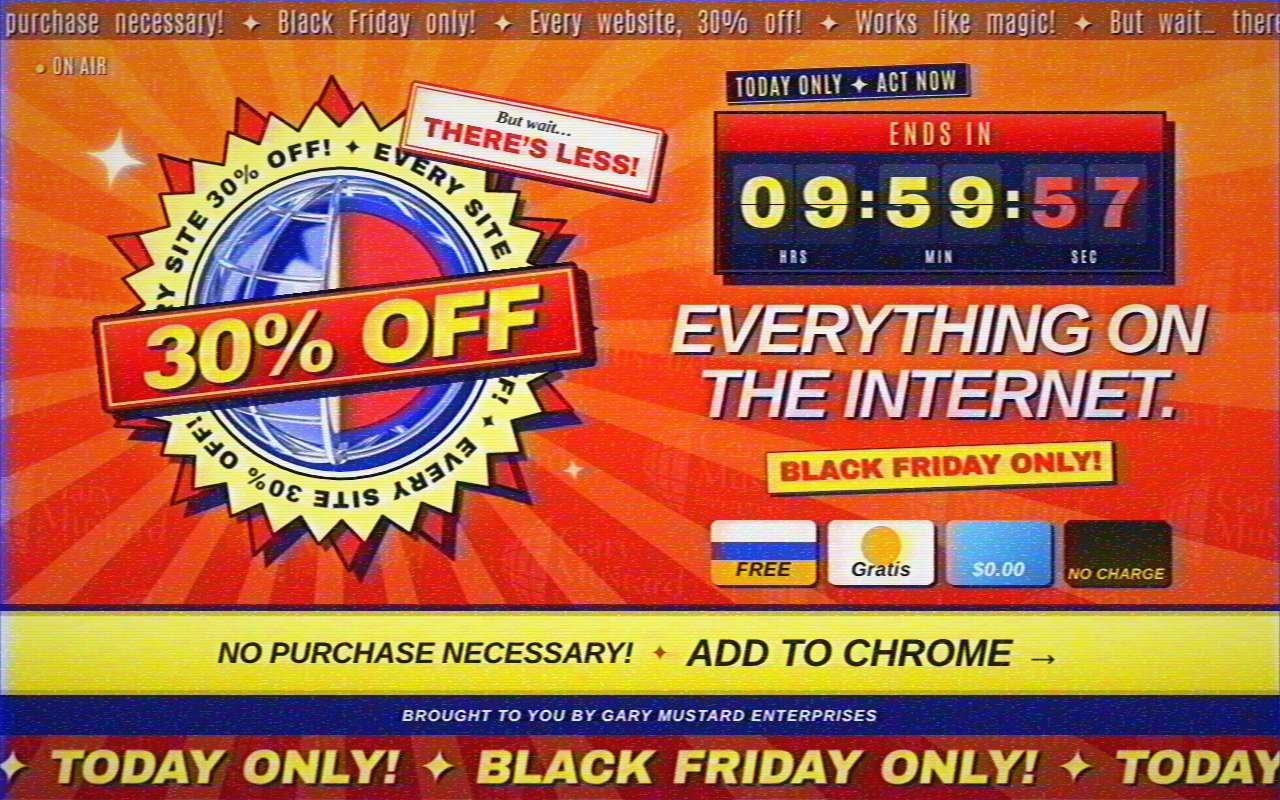 purchase necessary! ✦ Black Friday only! ✦ Every website, 30% off! ✦ Works like magic! ✦ But wait…
ON AIR
But wait…
THERE'S LESS!
SITE 30% OFF! ✦ EVERY SITE
OFF! ✦ EVERY SITE 30% OFF!
30% OFF
TODAY ONLY ✦ ACT NOW
ENDS IN
09:59:57
HRS MIN SEC
EVERYTHING ON
THE INTERNET.
BLACK FRIDAY ONLY!
FREE
Gratis
$0.00
NO CHARGE
Gary
Mustard
NO PURCHASE NECESSARY! ✦ ADD TO CHROME →
BROUGHT TO YOU BY GARY MUSTARD ENTERPRISES
✦ TODAY ONLY! ✦ BLACK FRIDAY ONLY! ✦ TODAY